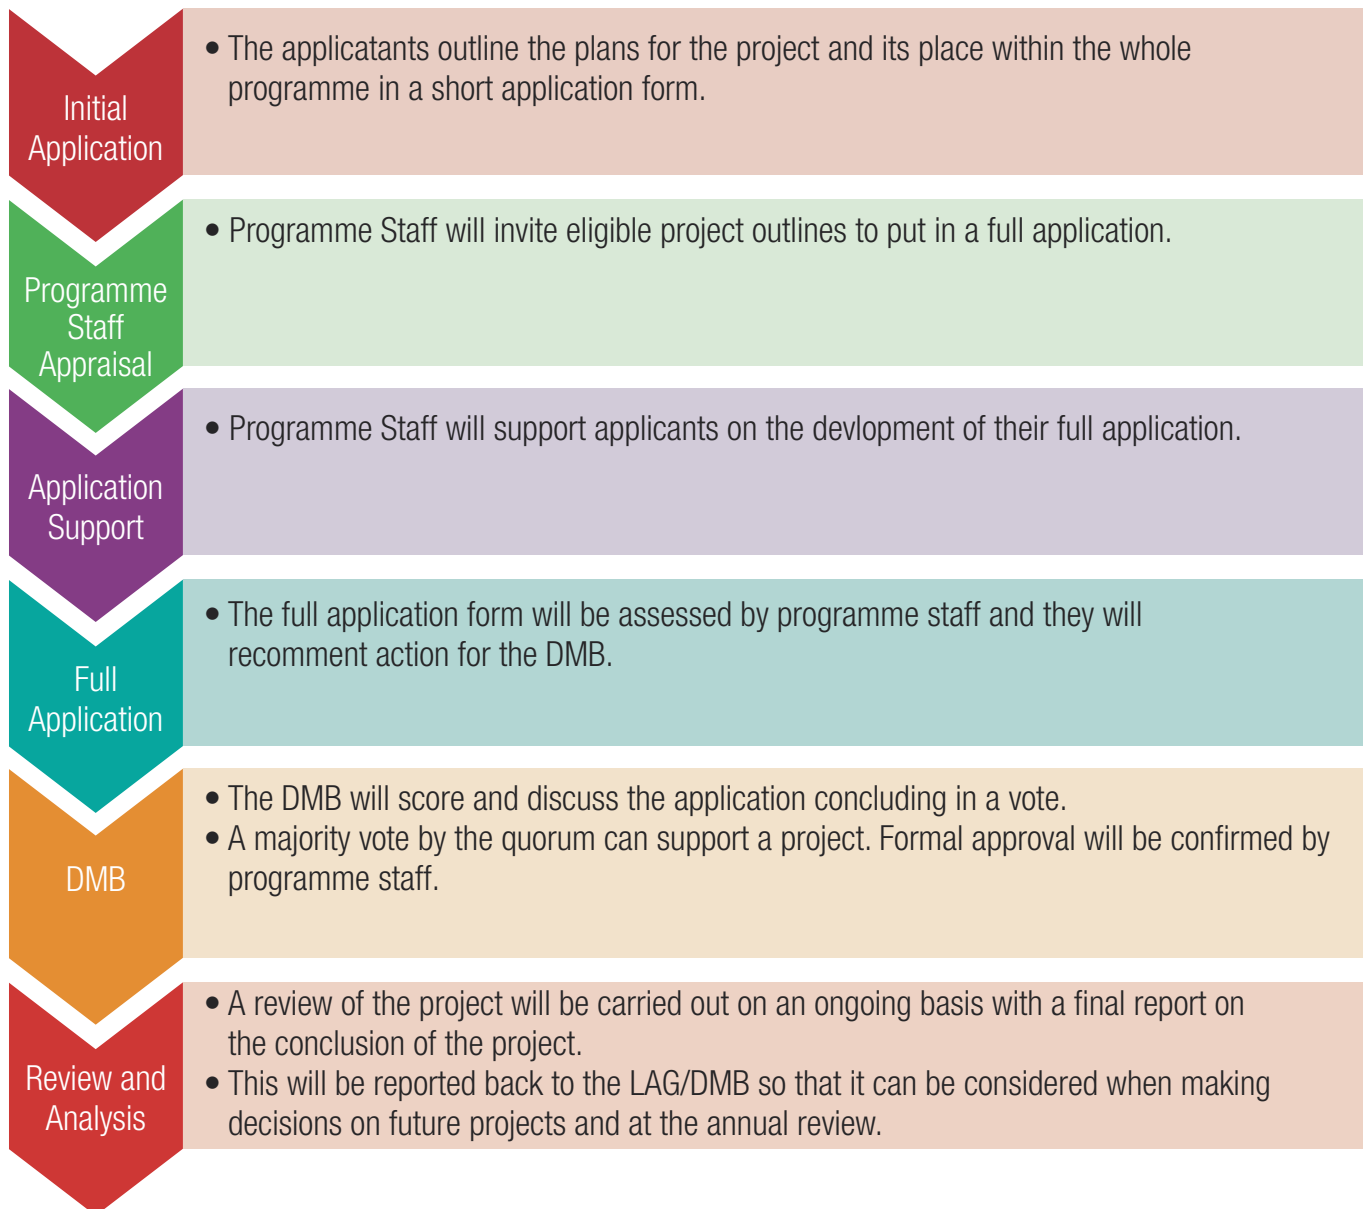 Initial
Application
• The applicatants outline the plans for the project and its place within the whole
programme in a short application form.
Programme
Staff
Appraisal
• Programme Staff will invite eligible project outlines to put in a full application.
Application
Support
• Programme Staff will support applicants on the devlopment of their full application.
Full
Application
• The full application form will be assessed by programme staff and they will
recomment action for the DMB.
DMB
• The DMB will score and discuss the application concluding in a vote.
• A majority vote by the quorum can support a project. Formal approval will be confirmed by
programme staff.
Review and
Analysis
• A review of the project will be carried out on an ongoing basis with a final report on
the conclusion of the project.
• This will be reported back to the LAG/DMB so that it can be considered when making
decisions on future projects and at the annual review.